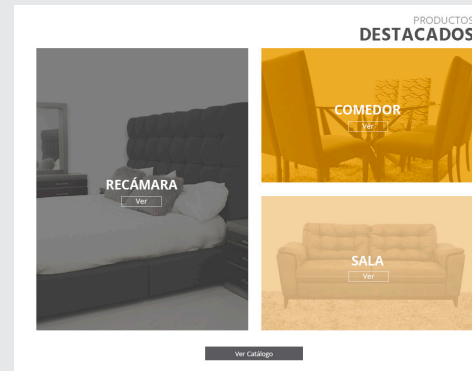 PRODUCTOS
DESTACADOS
RECÁMARA
Ver
COMEDOR
Ver
SALA
Ver
Ver Catálogo